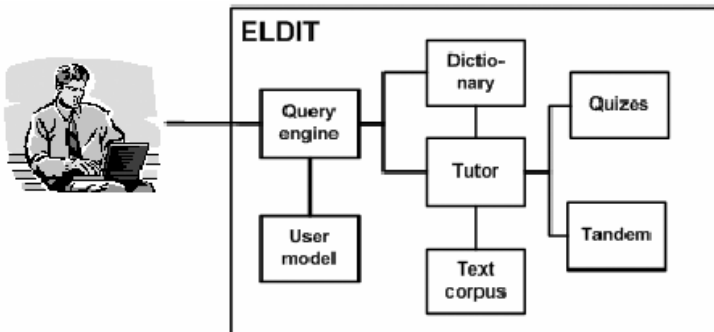 ELDIT
Dictio-
nary
Query
engine
Quizes
Tutor
User
model
Tandem
Text
corpus